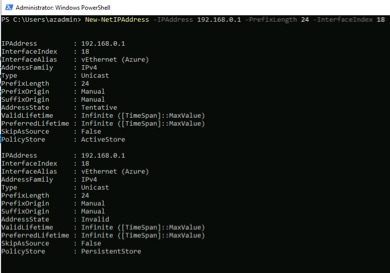 Administrator: Windows PowerShell
PS C:\Users\azadmin> New-NetIPAddress -IPAddress 192.168.0.1 -PrefixLength 24 -InterfaceIndex 18
IPAddress : 192.168.0.1
InterfaceIndex : 18
InterfaceAlias : vEthernet (Azure)
AddressFamily : IPv4
Type : Unicast
PrefixLength : 24
PrefixOrigin : Manual
SuffixOrigin : Manual
AddressState : Tentative
ValidLifetime : Infinite ([TimeSpan]::MaxValue)
PreferredLifetime : Infinite ([TimeSpan]::MaxValue)
SkipAsSource : False
PolicyStore : ActiveStore
IPAddress : 192.168.0.1
InterfaceIndex : 18
InterfaceAlias : vEthernet (Azure)
AddressFamily : IPv4
Type : Unicast
PrefixLength : 24
PrefixOrigin : Manual
SuffixOrigin : Manual
AddressState : Invalid
ValidLifetime : Infinite ([TimeSpan]::MaxValue)
PreferredLifetime : Infinite ([TimeSpan]::MaxValue)
SkipAsSource : False
PolicyStore : PersistentStore